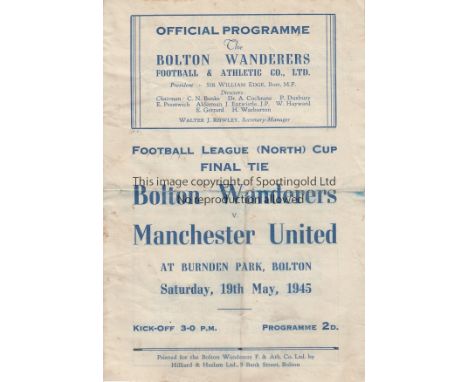 OFFICIAL PROGRAMME
The
BOLTON WANDERERS
FOOTBALL & ATHLETIC CO., LTD.
President - SIR WILLIAM EDGE, Bart, M.P.
Directors
Chairman C. N. Banks Dr. A. Cochrane P. Duxbury
E. Prestwich Alderman J. Entwistle J.P. W. Hayward
E. Gerrard H. Warburton
WALTER J. ROWLEY, Secretary-Manager
FOOTBALL LEAGUE (NORTH) CUP
FINAL TIE
This image copyright of Sportingold Ltd
Bolton Wanderers
No reproduction allowed
v
Manchester United
AT BURNDEN PARK, BOLTON
Saturday, 19th May, 1945
KICK-OFF 3-0 P.M. PROGRAMME 2D.
Printed for the Bolton Wanderers F. & Ath. Co. Ltd. by
Hilliard & Haslam Ltd. 9 Bank Street, Bolton